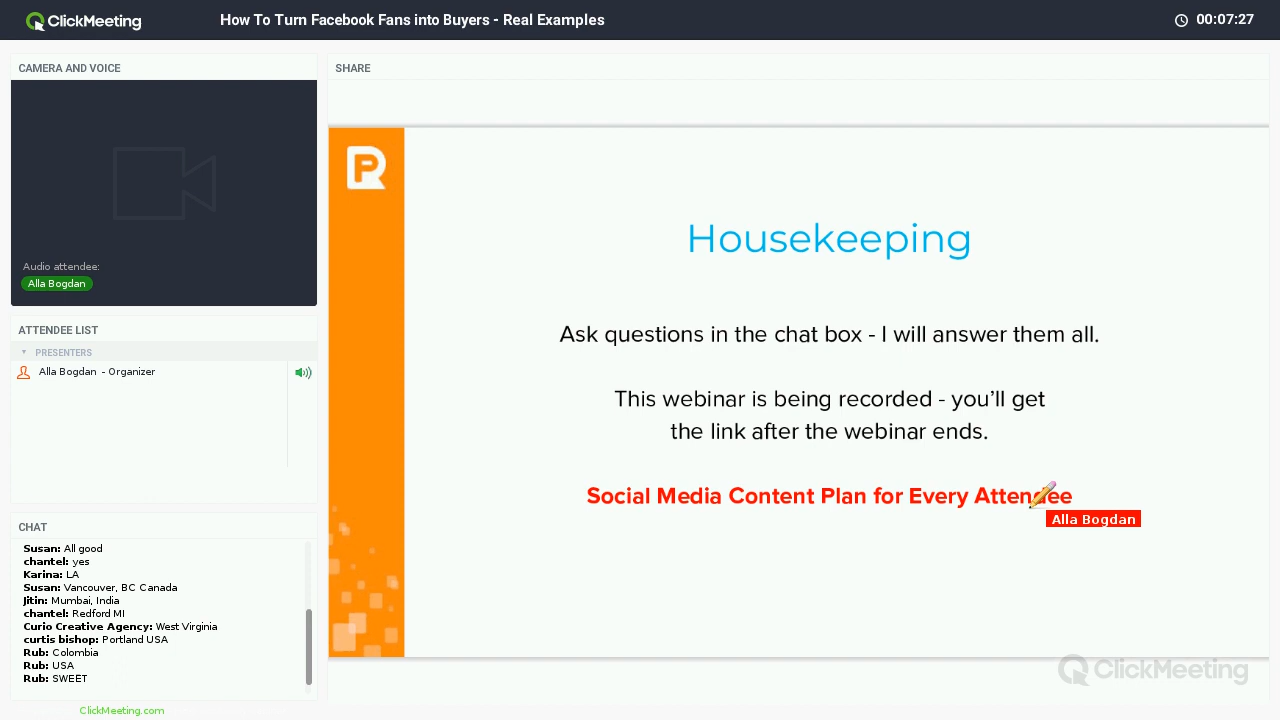 ClickMeeting
How To Turn Facebook Fans into Buyers - Real Examples
00:07:27
CAMERA AND VOICE
Audio attendee:
Alla Bogdan
ATTENDEE LIST
PRESENTERS
Alla Bogdan - Organizer
CHAT
Susan: All good
chantel: yes
Karina: LA
Susan: Vancouver, BC Canada
Jitin: Mumbai, India
chantel: Redford MI
Curio Creative Agency: West Virginia
curtis bishop: Portland USA
Rub: Colombia
Rub: USA
Rub: SWEET
ClickMeeting.com
SHARE
PR
Housekeeping
Ask questions in the chat box - I will answer them all.
This webinar is being recorded - you’ll get
the link after the webinar ends.
Social Media Content Plan for Every Attendee
Alla Bogdan
ClickMeeting